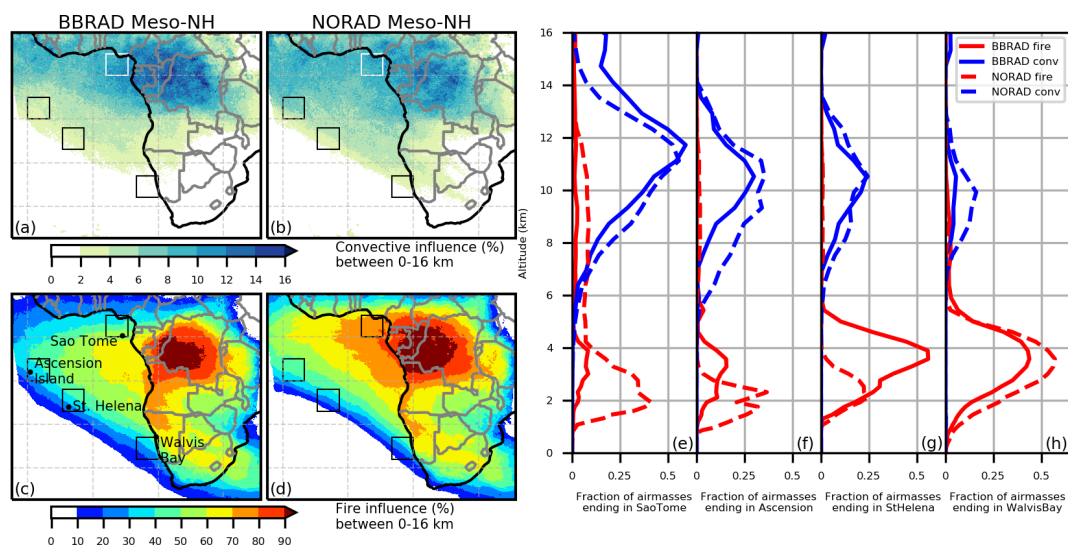 BBRAD Meso-NH
NORAD Meso-NH
(a)
(b)
0 2 4 6 8 10 12 14 16
Convective influence (%)
between 0-16 km
Sao Tome
Ascension
Island
St. Helena
Walvis
Bay
(c)
(d)
0 10 20 30 40 50 60 70 80 90
Fire influence (%)
between 0-16 km
Altitude (km)
16
14
12
10
8
6
4
2
0
BBRAD fire
BBRAD conv
NORAD fire
NORAD conv
(e)
(f)
(g)
(h)
0 0.25 0.5
0 0.25 0.5
0 0.25 0.5
0 0.25 0.5
Fraction of airmasses
ending in SaoTome
Fraction of airmasses
ending in Ascension
Fraction of airmasses
ending in StHelena
Fraction of airmasses
ending in WalvisBay